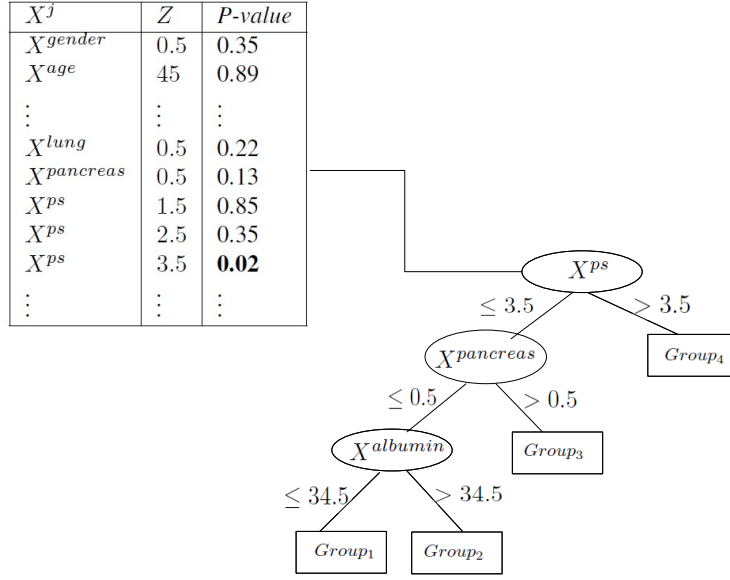 X^j Z P-value
X^gender 0.5 0.35
X^age 45 0.89
⋮ ⋮ ⋮
X^lung 0.5 0.22
X^pancreas 0.5 0.13
X^ps 1.5 0.85
X^ps 2.5 0.35
X^ps 3.5 0.02
⋮ ⋮ ⋮
X^ps
≤ 3.5 > 3.5
X^pancreas
Group_4
≤ 0.5 > 0.5
X^albumin
Group_3
≤ 34.5 > 34.5
Group_1 Group_2